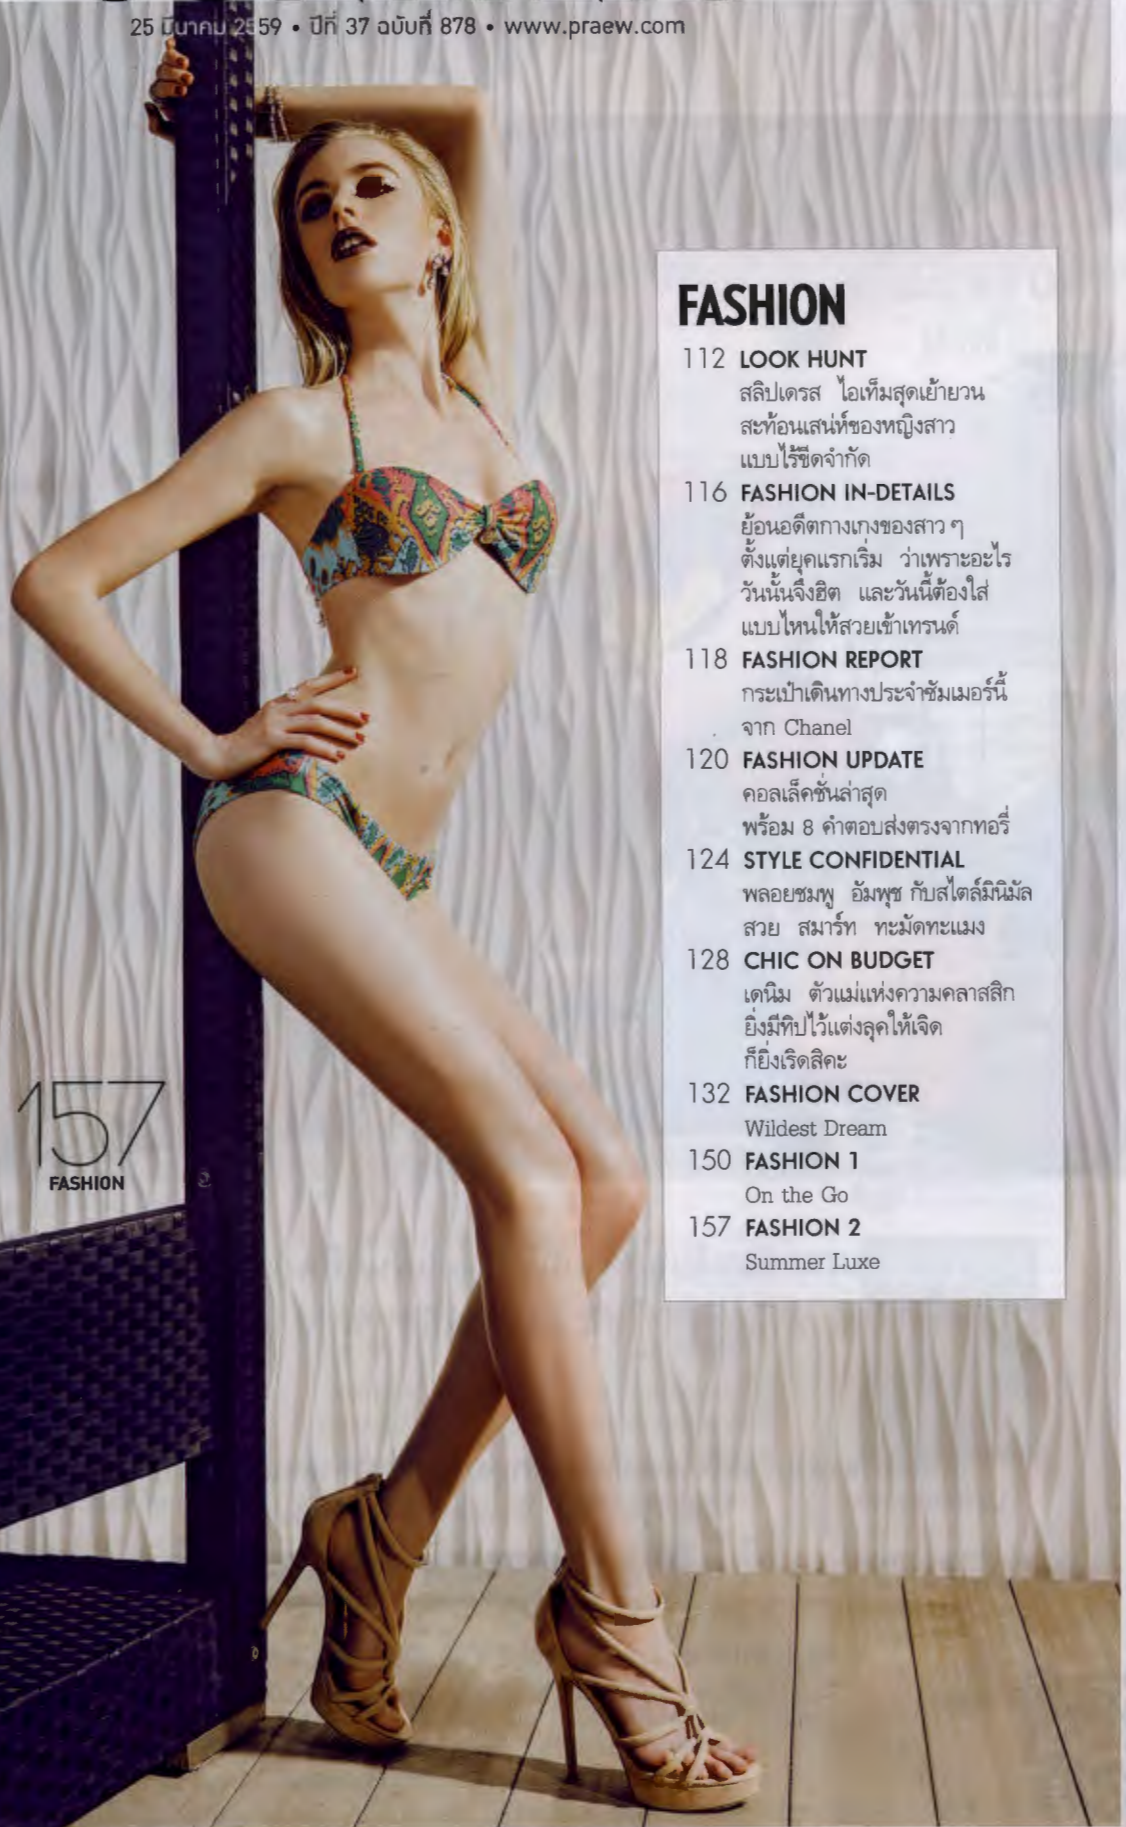 25 มีนาคม 2559 • ปีที่ 37 ฉบับที่ 878 • www.praew.com
FASHION
112 LOOK HUNT
สลิปเดรส ไอเท็มสุดเย้ายวน
สะท้อนเสน่ห์ของหญิงสาว
แบบไร้ขีดจำกัด
116 FASHION IN-DETAILS
ย้อนอดีตกางเกงของสาว ๆ
ตั้งแต่ยุคแรกเริ่ม ว่าเพราะอะไร
วันนั้นจึงฮิต และวันนี้ต้องใส่
แบบไหนให้สวยเข้าเทรนด์
118 FASHION REPORT
กระเป๋าเดินทางประจำซัมเมอร์นี้
จาก Chanel
120 FASHION UPDATE
คอลเล็คชั่นล่าสุด
พร้อม 8 คำตอบส่งตรงจากทอรี่
124 STYLE CONFIDENTIAL
พลอยชมพู อัมพุช กับสไตล์มินิมัล
สวย สมาร์ท ทะมัดทะแมง
128 CHIC ON BUDGET
เดนิม ตัวแม่แห่งความคลาสสิก
ยิ่งมีทิปไว้แต่งลุคให้เจิด
ก็ยิ่งเริดสิคะ
132 FASHION COVER
Wildest Dream
150 FASHION 1
On the Go
157 FASHION 2
Summer Luxe
157
FASHION